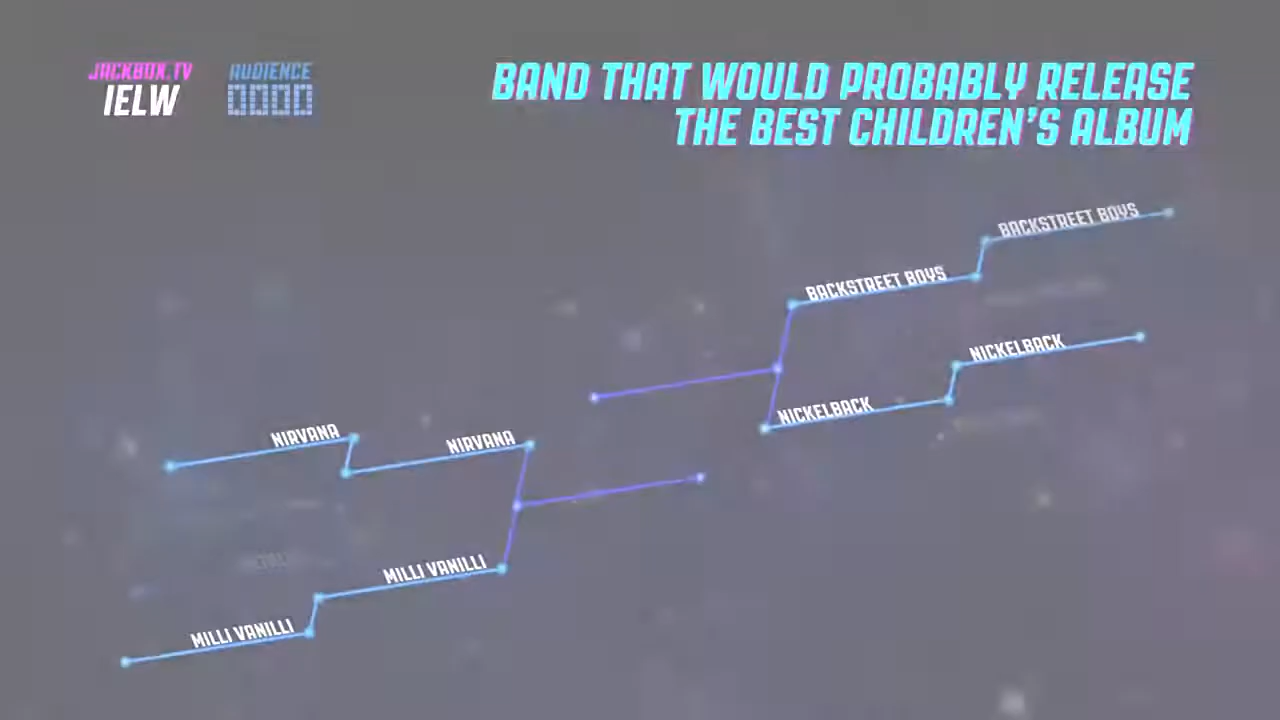 JACKBOX.TV
IELW
AUDIENCE
BAND THAT WOULD PROBABLY RELEASE
THE BEST CHILDREN'S ALBUM
BACKSTREET BOYS
BACKSTREET BOYS
NICKELBACK
NICKELBACK
NIRVANA
NIRVANA
MILLI VANILLI
MILLI VANILLI